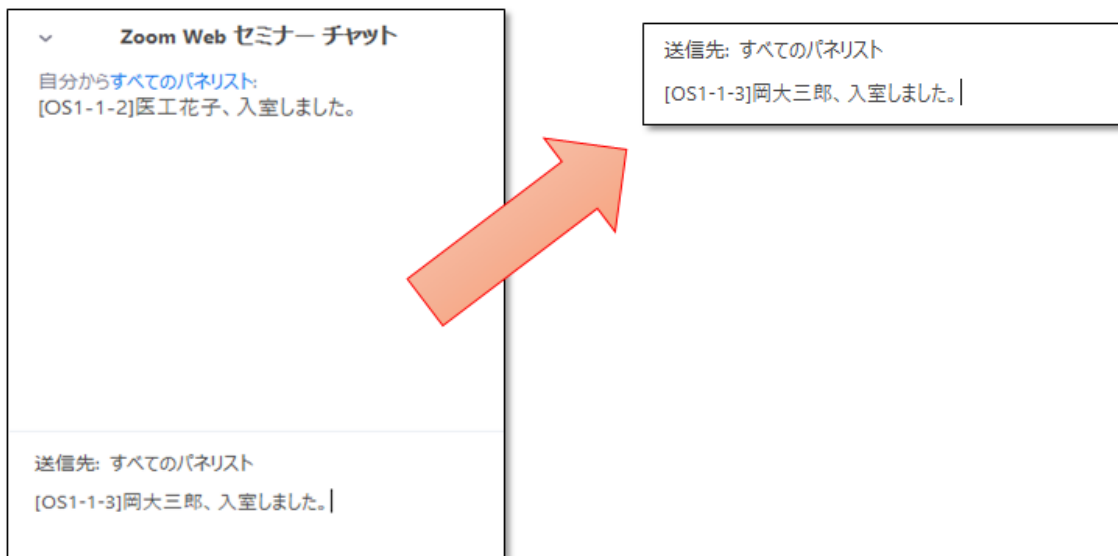 Zoom Web セミナー チャット
自分からすべてのパネリスト:
[OS1-1-2]医工花子、入室しました。
送信先: すべてのパネリスト
[OS1-1-3]岡大三郎、入室しました。
送信先: すべてのパネリスト
[OS1-1-3]岡大三郎、入室しました。